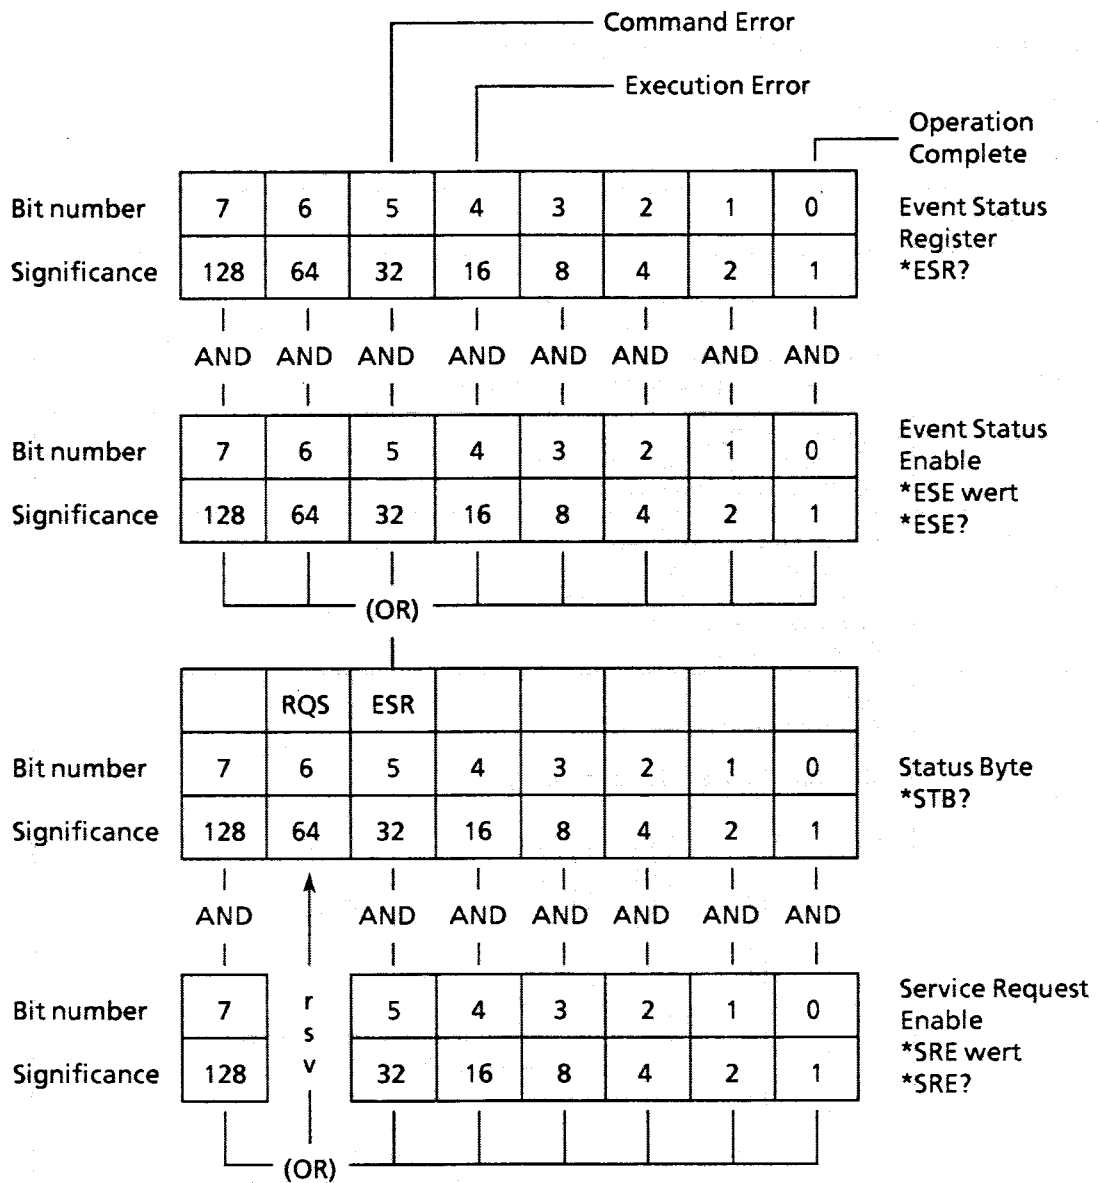 Command Error
Execution Error
Operation
Complete
Bit number 7 6 5 4 3 2 1 0
Significance 128 64 32 16 8 4 2 1
Event Status
Register
*ESR?
AND AND AND AND AND AND AND AND
Bit number 7 6 5 4 3 2 1 0
Significance 128 64 32 16 8 4 2 1
Event Status
Enable
*ESE wert
*ESE?
(OR)
RQS ESR
Bit number 7 6 5 4 3 2 1 0
Significance 128 64 32 16 8 4 2 1
Status Byte
*STB?
AND AND AND AND AND AND AND
Bit number 7 5 4 3 2 1 0
Significance 128 32 16 8 4 2 1
rsv
Service Request
Enable
*SRE wert
*SRE?
(OR)